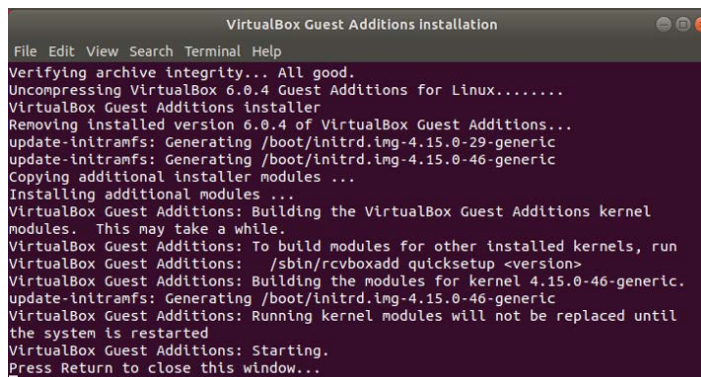 VirtualBox Guest Additions installation
File Edit View Search Terminal Help
Verifying archive integrity... All good.
Uncompressing VirtualBox 6.0.4 Guest Additions for Linux........
VirtualBox Guest Additions installer
Removing installed version 6.0.4 of VirtualBox Guest Additions...
update-initramfs: Generating /boot/initrd.img-4.15.0-29-generic
update-initramfs: Generating /boot/initrd.img-4.15.0-46-generic
Copying additional installer modules ...
Installing additional modules ...
VirtualBox Guest Additions: Building the VirtualBox Guest Additions kernel
modules.  This may take a while.
VirtualBox Guest Additions: To build modules for other installed kernels, run
VirtualBox Guest Additions:   /sbin/rcvboxadd quicksetup <version>
VirtualBox Guest Additions: Building the modules for kernel 4.15.0-46-generic.
update-initramfs: Generating /boot/initrd.img-4.15.0-46-generic
VirtualBox Guest Additions: Running kernel modules will not be replaced until
the system is restarted
VirtualBox Guest Additions: Starting.
Press Return to close this window...